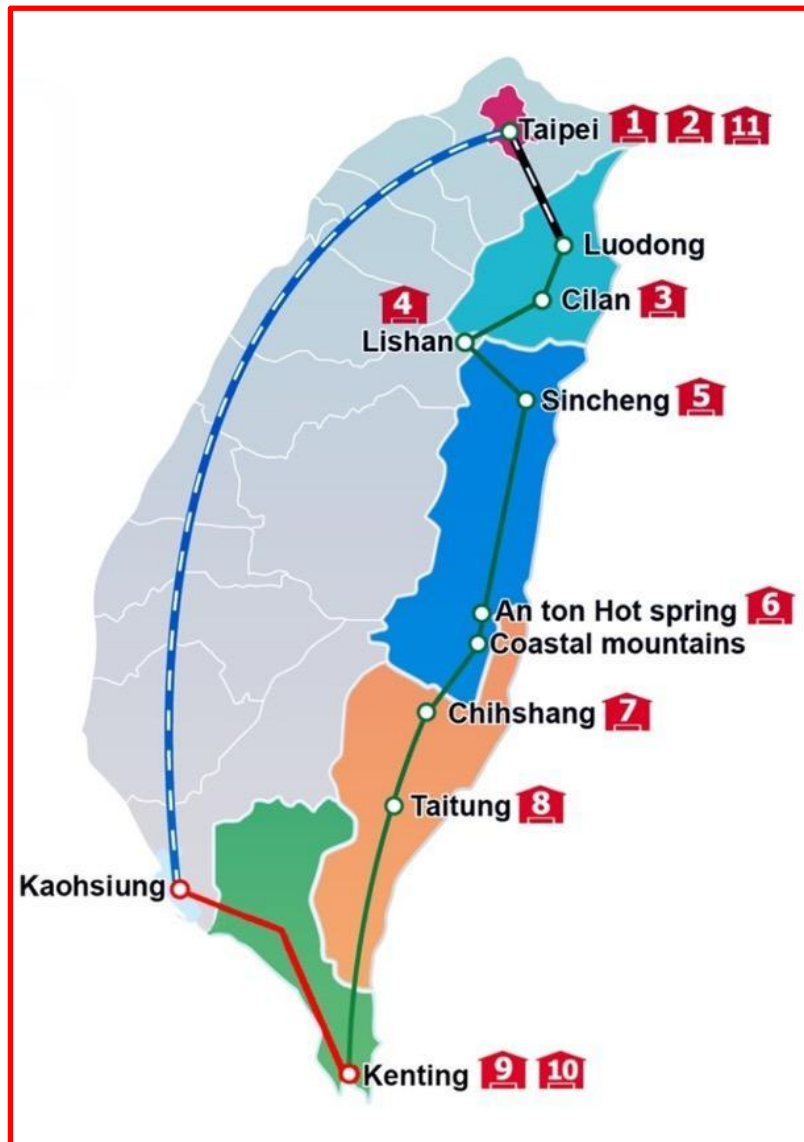 Taipei 1 2 11
Luodong
Cilan 3
4
Lishan
Sincheng 5
An ton Hot spring 6
Coastal mountains
Chihshang 7
Taitung 8
Kaohsiung
Kenting 9 10